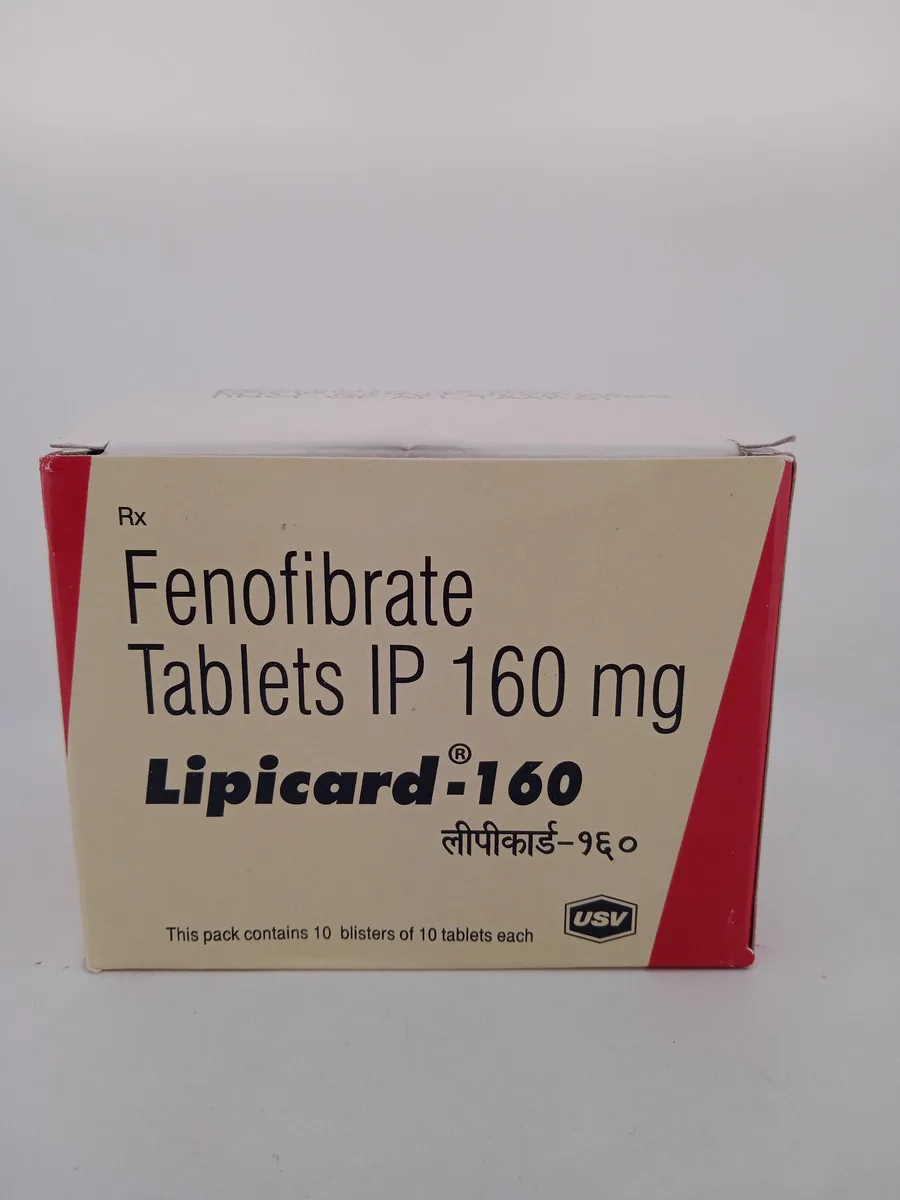 Rx
Fenofibrate
Tablets IP 160 mg
Lipicard®-160
लीपीकार्ड-१६०
USV
This pack contains 10 blisters of 10 tablets each